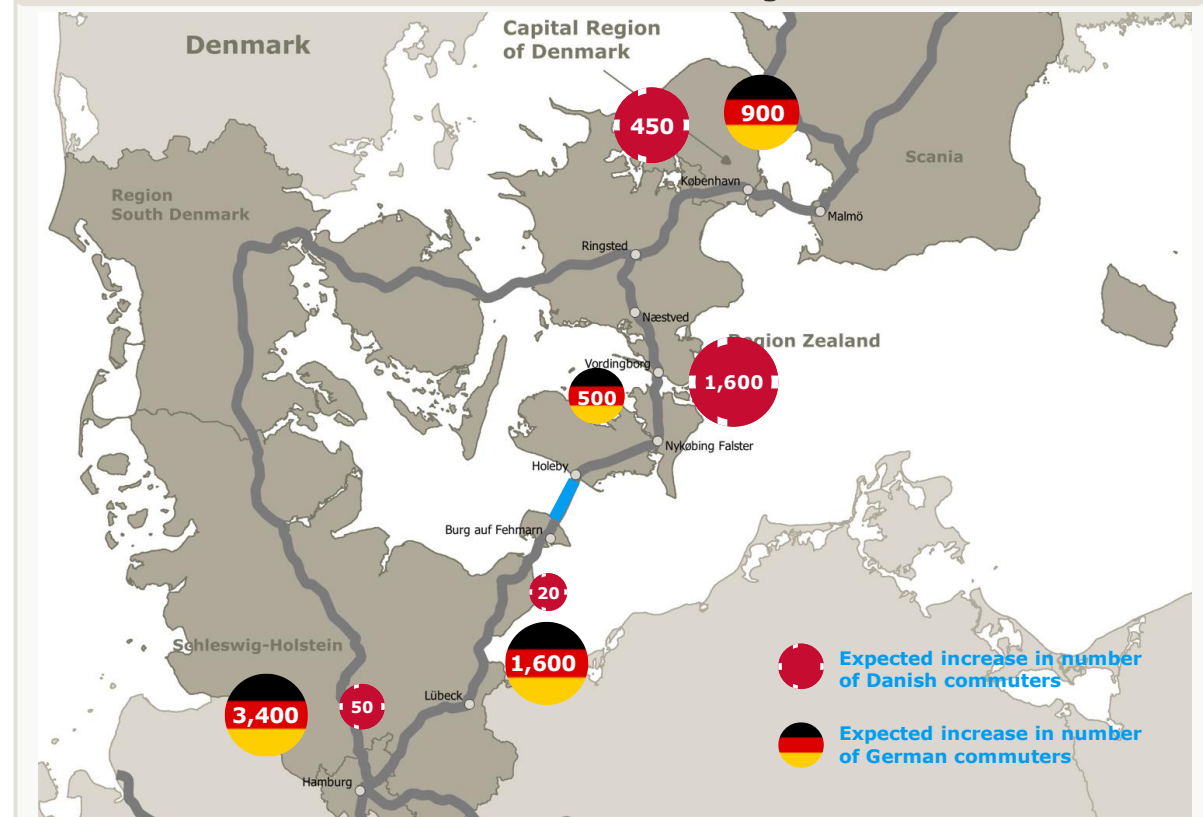 Denmark
Capital Region
of Denmark
450
900
Scania
København
Region
South Denmark
Malmö
Ringsted
Næstved
Region Zealand
Vordingborg
1,600
500
Nykøbing Falster
Holeby
Burg auf Fehmarn
20
Schleswig-Holstein
1,600
3,400
50
Lübeck
Hamburg
Expected increase in number
of Danish commuters
Expected increase in number
of German commuters